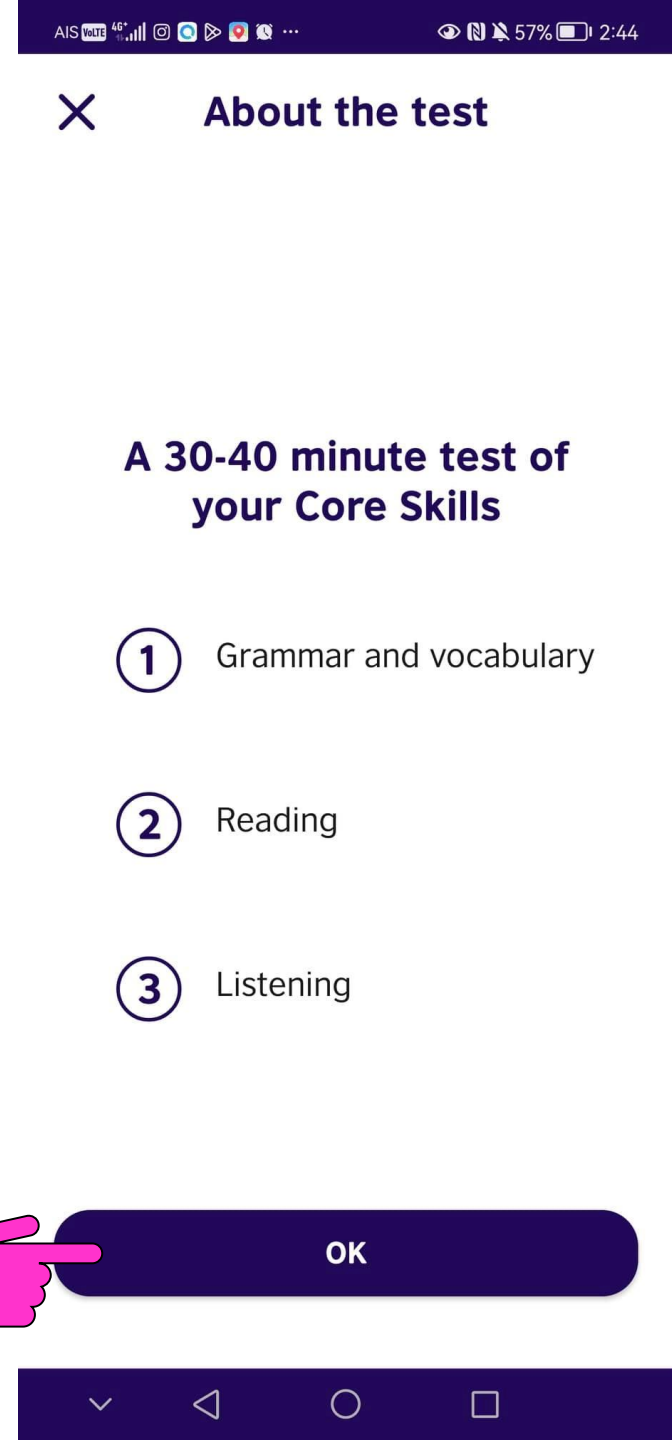 AIS VoLTE 4G+ 57% 2:44
About the test
A 30-40 minute test of
your Core Skills
1 Grammar and vocabulary
2 Reading
3 Listening
OK